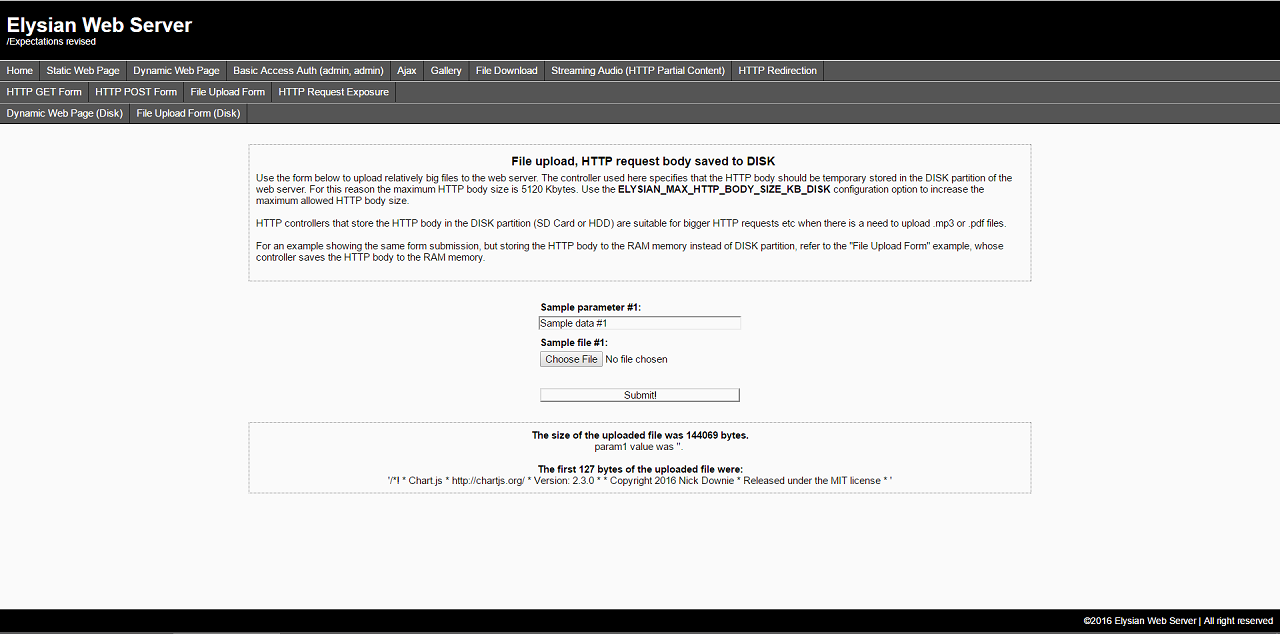 Elysian Web Server
/Expectations revised
Home Static Web Page Dynamic Web Page Basic Access Auth (admin, admin) Ajax Gallery File Download Streaming Audio (HTTP Partial Content) HTTP Redirection
HTTP GET Form HTTP POST Form File Upload Form HTTP Request Exposure
Dynamic Web Page (Disk) File Upload Form (Disk)
File upload, HTTP request body saved to DISK
Use the form below to upload relatively big files to the web server. The controller used here specifies that the HTTP body should be temporary stored in the DISK partition of the
web server. For this reason the maximum HTTP body size is 5120 Kbytes. Use the ELYSIAN_MAX_HTTP_BODY_SIZE_KB_DISK configuration option to increase the
maximum allowed HTTP body size.
HTTP controllers that store the HTTP body in the DISK partition (SD Card or HDD) are suitable for bigger HTTP requests etc when there is a need to upload .mp3 or .pdf files.
For an example showing the same form submission, but storing the HTTP body to the RAM memory instead of DISK partition, refer to the "File Upload Form" example, whose
controller saves the HTTP body to the RAM memory.
Sample parameter #1:
Sample data #1
Sample file #1:
Choose File No file chosen
Submit!
The size of the uploaded file was 144069 bytes.
param1 value was ''.
The first 127 bytes of the uploaded file were:
'/*! * Chart.js * http://chartjs.org/ * Version: 2.3.0 * * Copyright 2016 Nick Downie * Released under the MIT license * '
©2016 Elysian Web Server | All right reserved